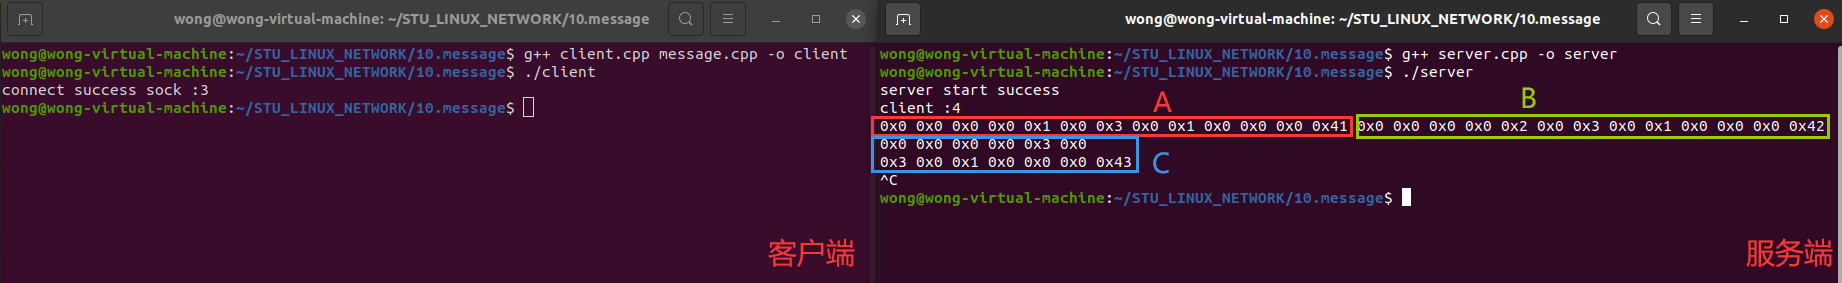 wong@wong-virtual-machine: ~/STU_LINUX_NETWORK/10.message
wong@wong-virtual-machine:~/STU_LINUX_NETWORK/10.message$ g++ client.cpp message.cpp -o client
wong@wong-virtual-machine:~/STU_LINUX_NETWORK/10.message$ ./client
connect success sock :3
wong@wong-virtual-machine:~/STU_LINUX_NETWORK/10.message$
客户端
wong@wong-virtual-machine: ~/STU_LINUX_NETWORK/10.message
wong@wong-virtual-machine:~/STU_LINUX_NETWORK/10.message$ g++ server.cpp -o server
wong@wong-virtual-machine:~/STU_LINUX_NETWORK/10.message$ ./server
server start success
client :4
A
B
0x0 0x0 0x0 0x0 0x1 0x0 0x3 0x0 0x1 0x0 0x0 0x0 0x41 0x0 0x0 0x0 0x0 0x2 0x0 0x3 0x0 0x1 0x0 0x0 0x0 0x42
0x0 0x0 0x0 0x0 0x3 0x0
0x3 0x0 0x1 0x0 0x0 0x0 0x43
C
^C
wong@wong-virtual-machine:~/STU_LINUX_NETWORK/10.message$
服务端